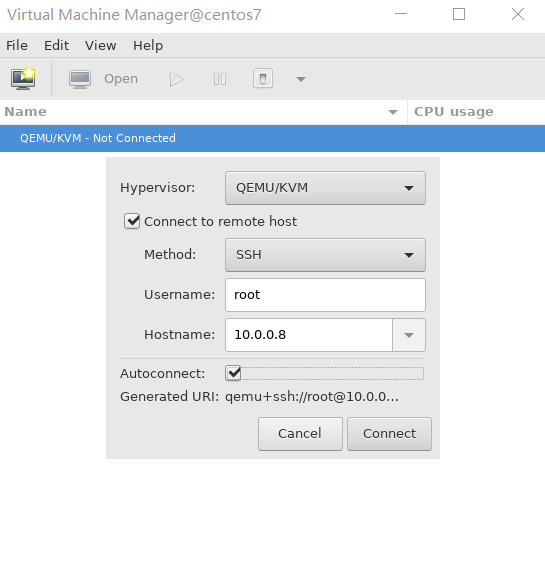 Virtual Machine Manager@centos7
File Edit View Help
Open
Name CPU usage
QEMU/KVM - Not Connected
Hypervisor: QEMU/KVM
Connect to remote host
Method: SSH
Username: root
Hostname: 10.0.0.8
Autoconnect:
Generated URI: qemu+ssh://root@10.0.0...
Cancel Connect